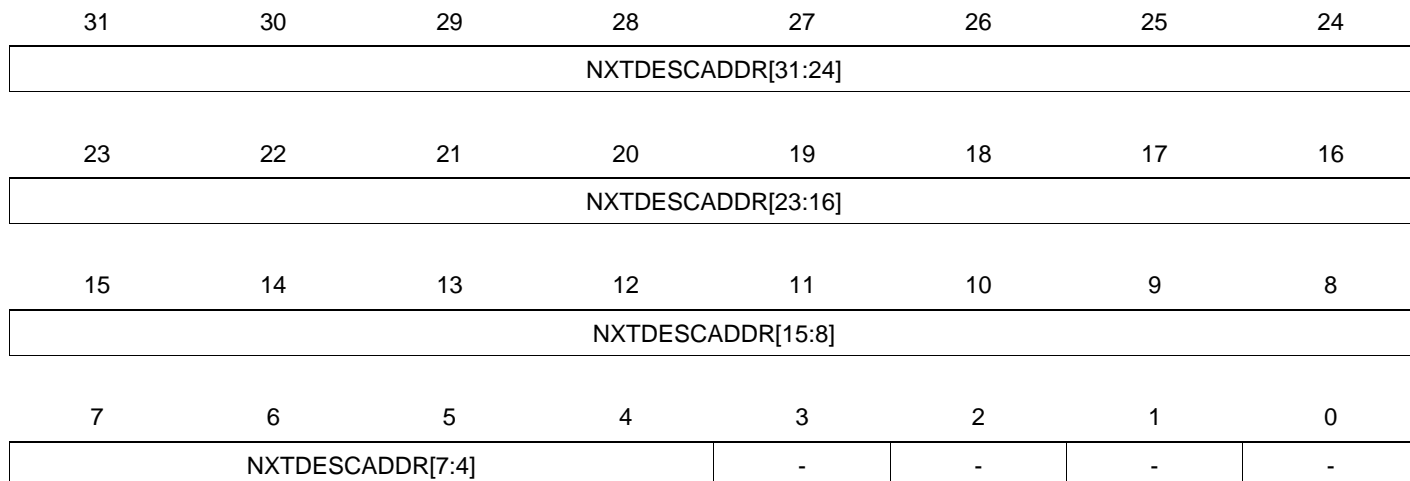 31 30 29 28 27 26 25 24
NXTDESCADDR[31:24]
23 22 21 20 19 18 17 16
NXTDESCADDR[23:16]
15 14 13 12 11 10 9 8
NXTDESCADDR[15:8]
7 6 5 4 3 2 1 0
NXTDESCADDR[7:4] - - - -